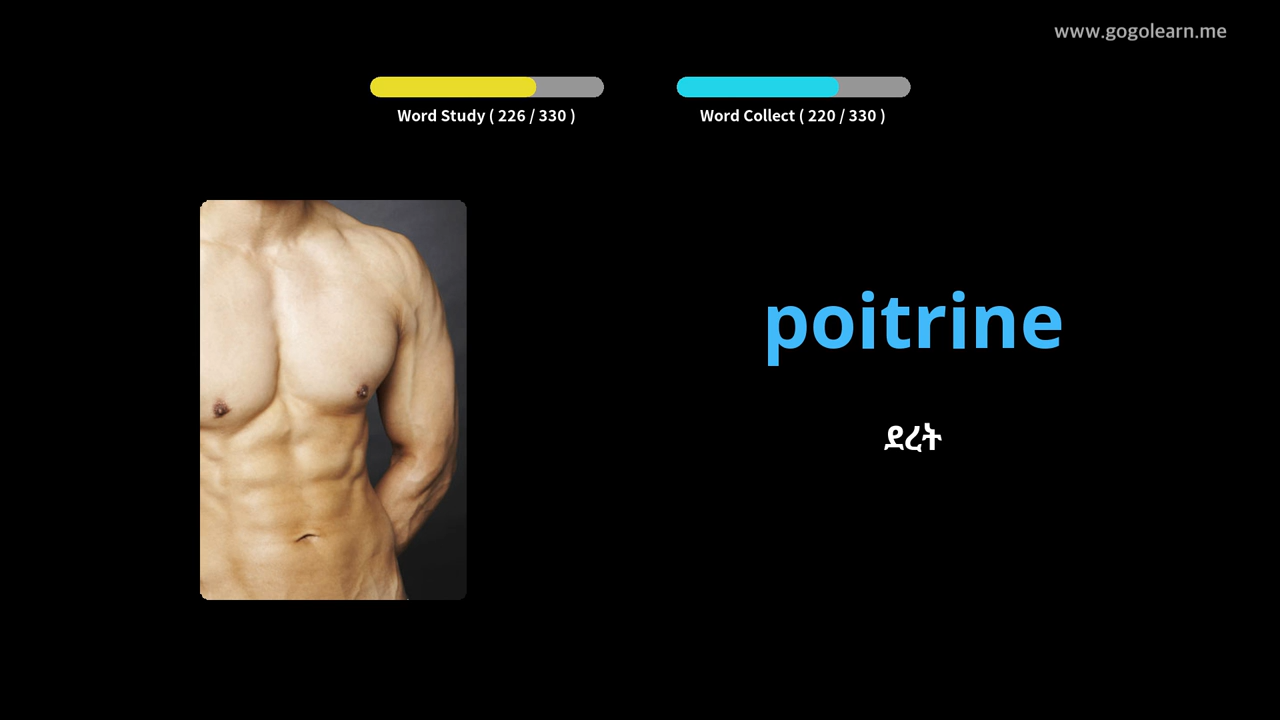 www.gogolearn.me
Word Study ( 226 / 330 )
Word Collect ( 220 / 330 )
poitrine
ደረት